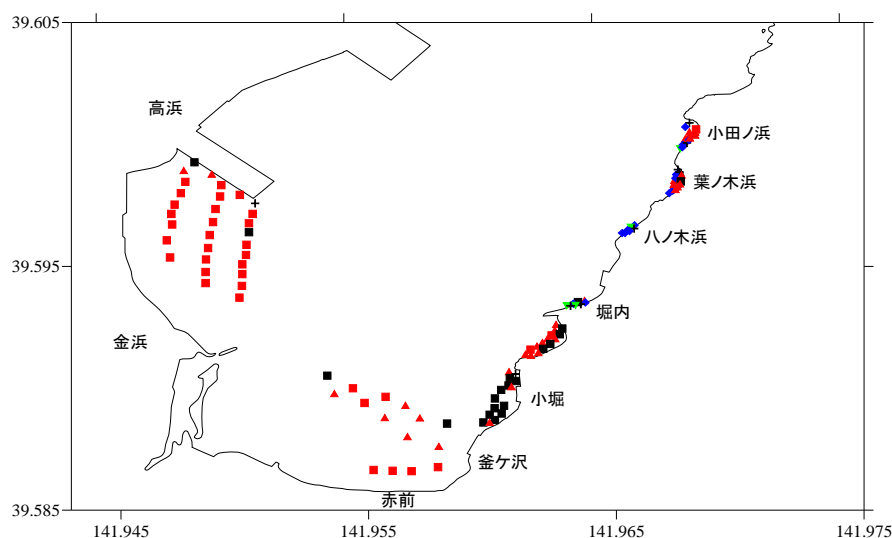 39.605
高浜
小田ノ浜
葉ノ木浜
八ノ木浜
39.595
堀内
金浜
小堀
釜ケ沢
赤前
39.585
141.945
141.955
141.965
141.975